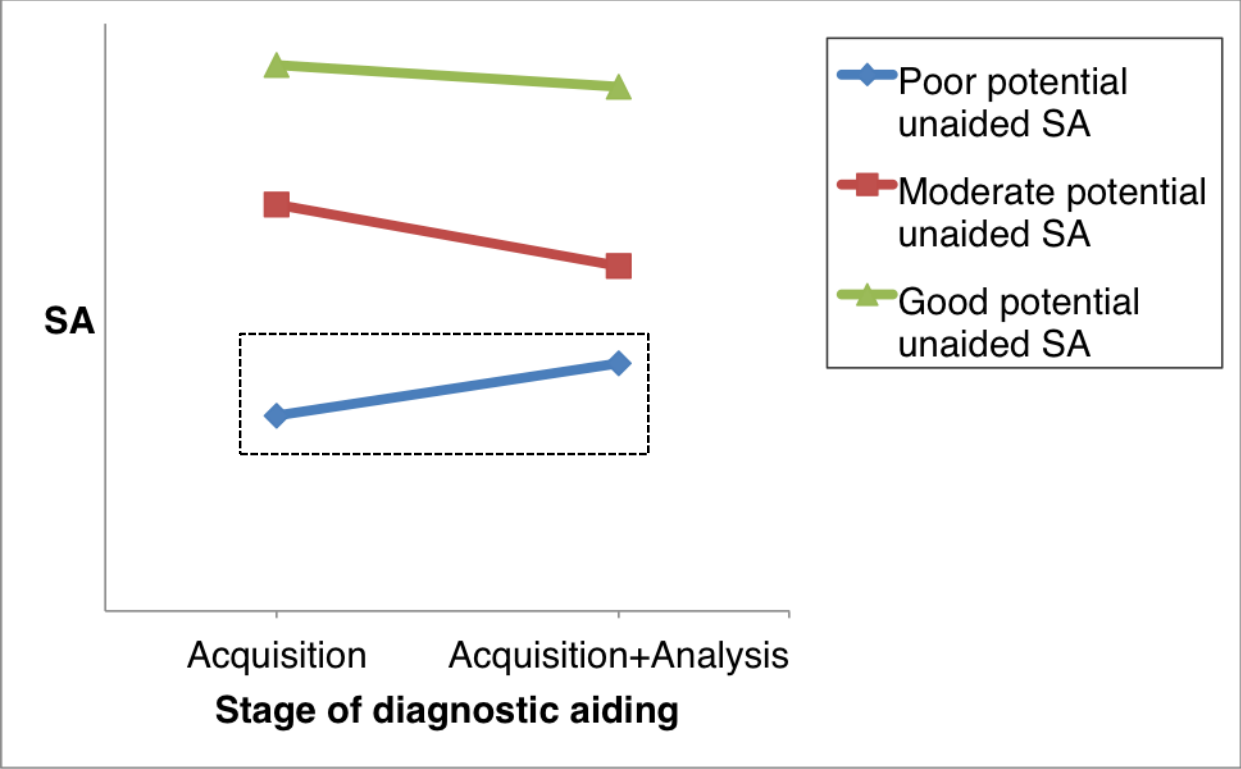 Poor potential
unaided SA
Moderate potential
unaided SA
Good potential
unaided SA
SA
Acquisition
Acquisition+Analysis
Stage of diagnostic aiding